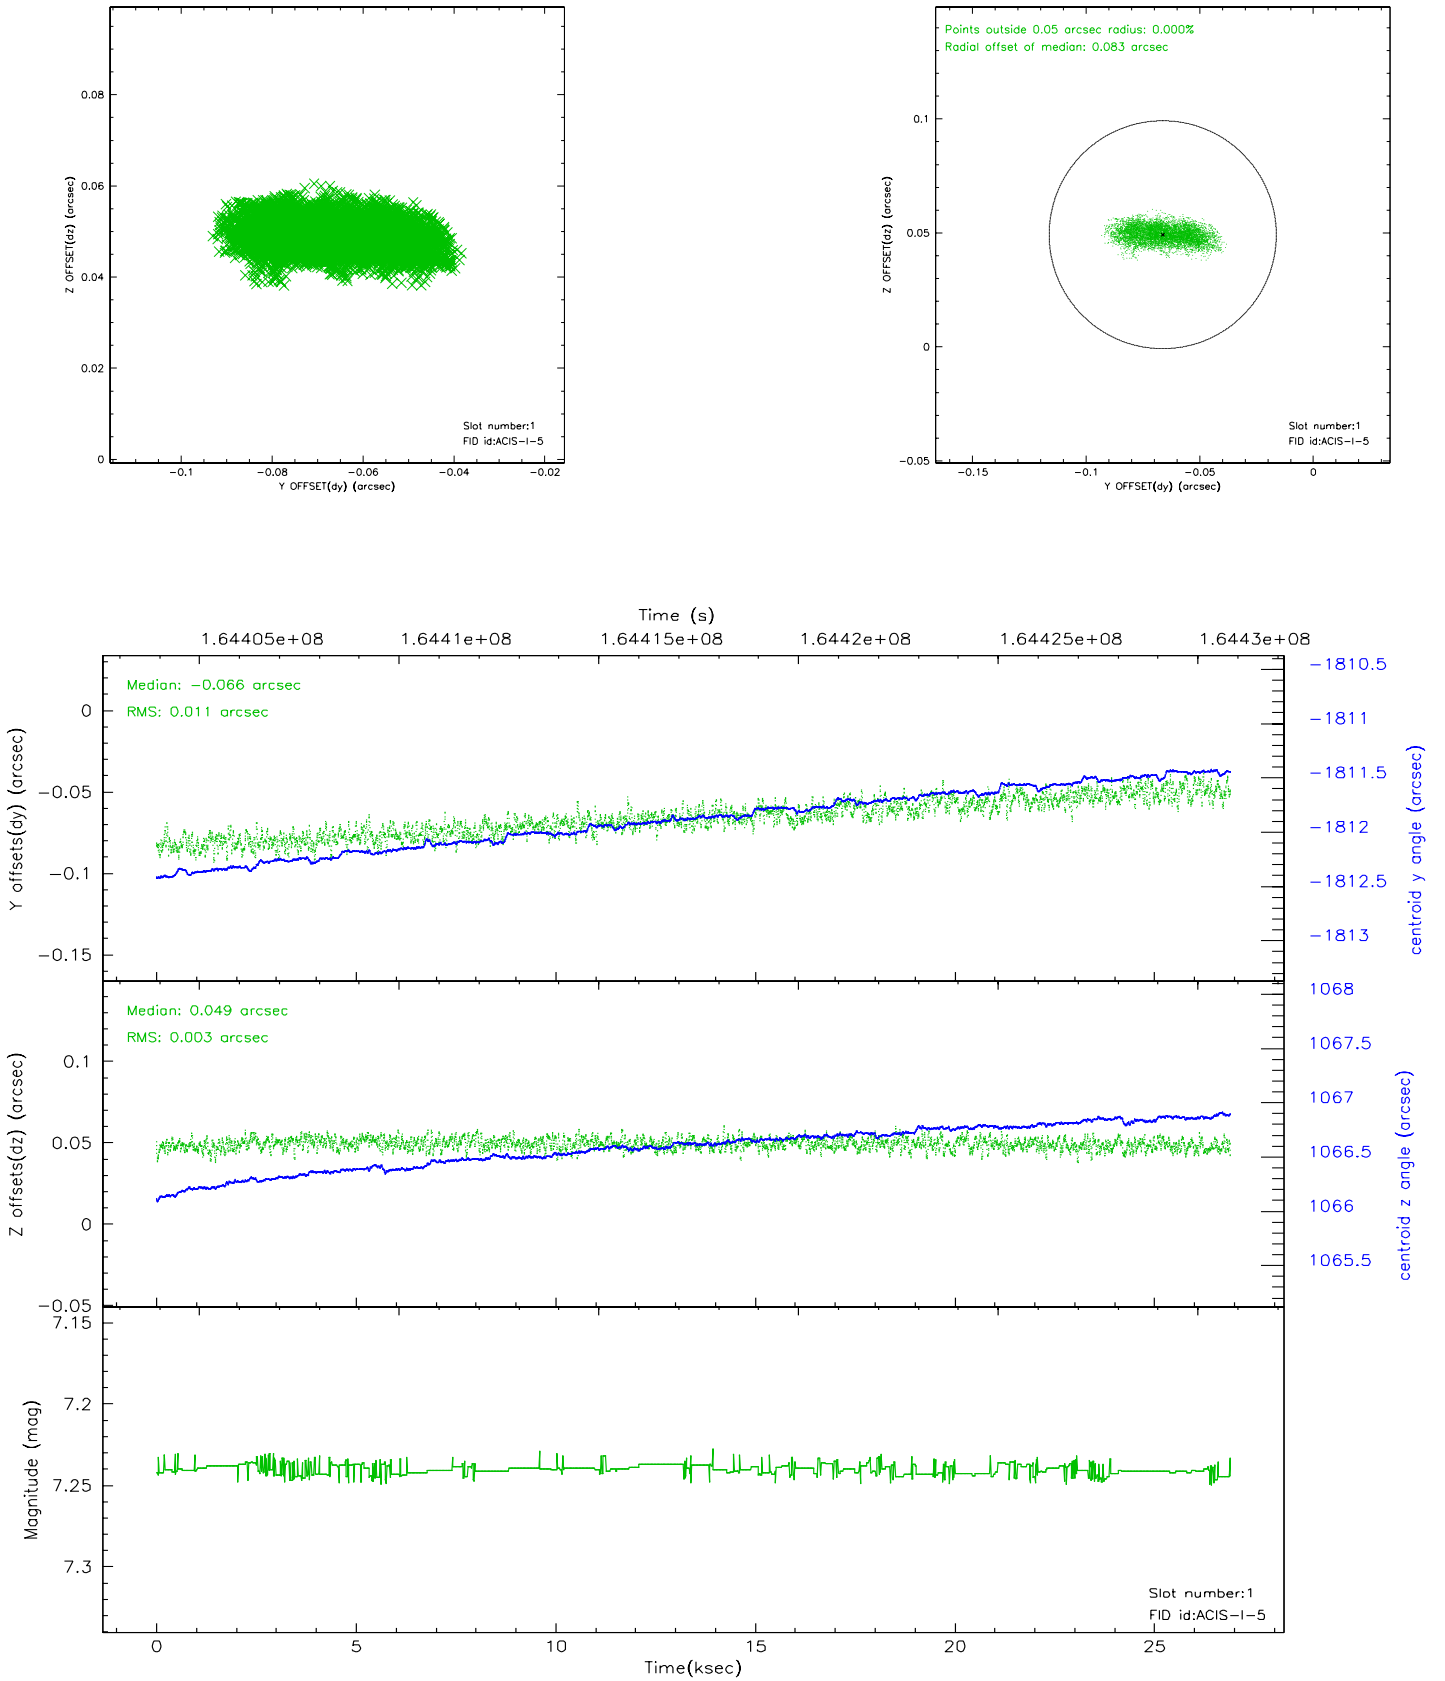 0.08
0.06
0.04
0.02
0
Z OFFSET(dz) (arcsec)
-0.1
-0.08
-0.06
-0.04
-0.02
Y OFFSET(dy) (arcsec)
Slot number:1
FID id:ACIS-I-5
Points outside 0.05 arcsec radius: 0.000%
Radial offset of median: 0.083 arcsec
0.1
0.05
0
-0.05
Z OFFSET(dz) (arcsec)
-0.15
-0.1
-0.05
0
Y OFFSET(dy) (arcsec)
Slot number:1
FID id:ACIS-I-5
Time (s)
1.64405e+08
1.6441e+08
1.64415e+08
1.6442e+08
1.64425e+08
1.6443e+08
Median: -0.066 arcsec
RMS: 0.011 arcsec
0
-0.05
-0.1
-0.15
Y offsets(dy) (arcsec)
-1810.5
-1811
-1811.5
-1812
-1812.5
-1813
centroid y angle (arcsec)
Median: 0.049 arcsec
RMS: 0.003 arcsec
0.1
0.05
0
-0.05
Z offsets(dz) (arcsec)
1068
1067.5
1067
1066.5
1066
1065.5
centroid z angle (arcsec)
7.15
7.2
7.25
7.3
Magnitude (mag)
Slot number:1
FID id:ACIS-I-5
0
5
10
15
20
25
Time(ksec)